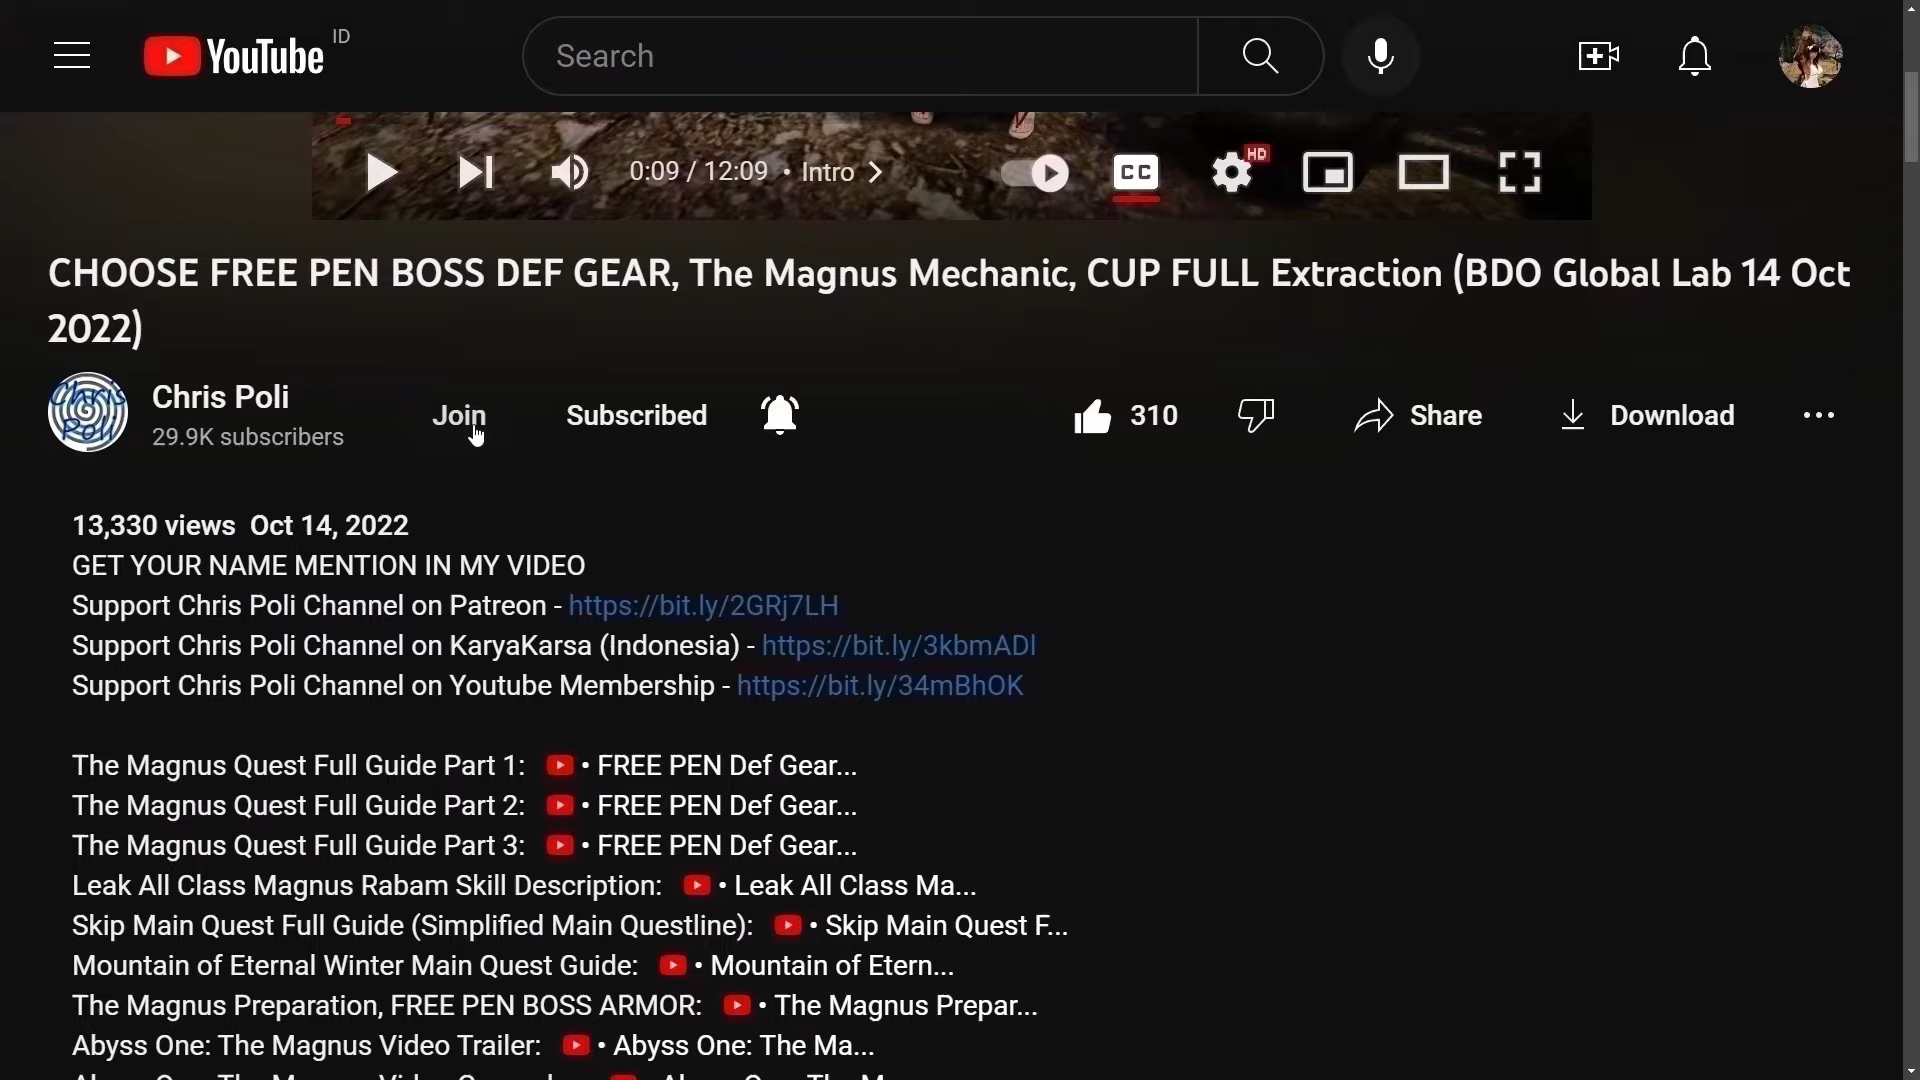 YouTube ID
Search
0:09 / 12:09 • Intro
CC
HD
CHOOSE FREE PEN BOSS DEF GEAR, The Magnus Mechanic, CUP FULL Extraction (BDO Global Lab 14 Oct
2022)
Chris Poli
Chris Poli
29.9K subscribers
Join
Subscribed
310
Share
Download
13,330 views Oct 14, 2022
GET YOUR NAME MENTION IN MY VIDEO
Support Chris Poli Channel on Patreon - https://bit.ly/2GRj7LH
Support Chris Poli Channel on KaryaKarsa (Indonesia) - https://bit.ly/3kbmADl
Support Chris Poli Channel on Youtube Membership - https://bit.ly/34mBhOK
The Magnus Quest Full Guide Part 1: • FREE PEN Def Gear...
The Magnus Quest Full Guide Part 2: • FREE PEN Def Gear...
The Magnus Quest Full Guide Part 3: • FREE PEN Def Gear...
Leak All Class Magnus Rabam Skill Description: • Leak All Class Ma...
Skip Main Quest Full Guide (Simplified Main Questline): • Skip Main Quest F...
Mountain of Eternal Winter Main Quest Guide: • Mountain of Etern...
The Magnus Preparation, FREE PEN BOSS ARMOR: • The Magnus Prepar...
Abyss One: The Magnus Video Trailer: • Abyss One: The Ma...